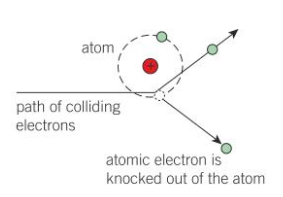 atom
+
path of colliding
electrons
atomic electron is
knocked out of the atom